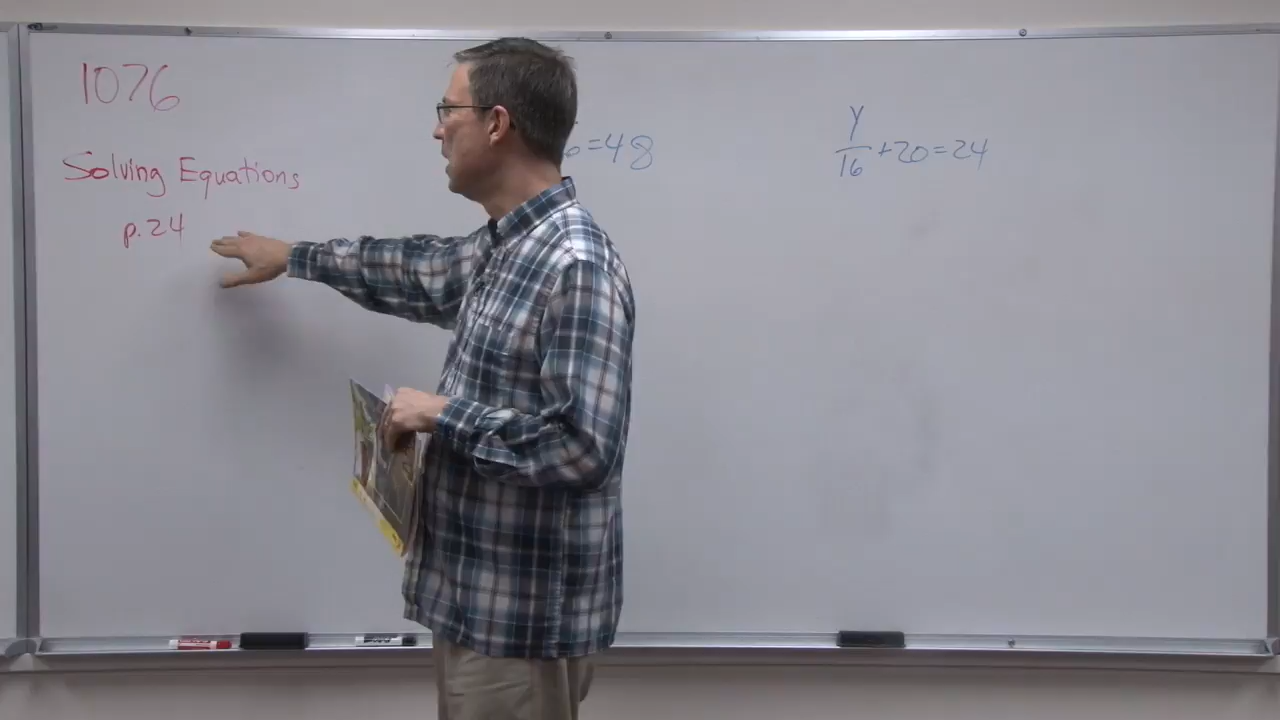 1076
Solving Equations
p.24
=48
y
16
+20=24